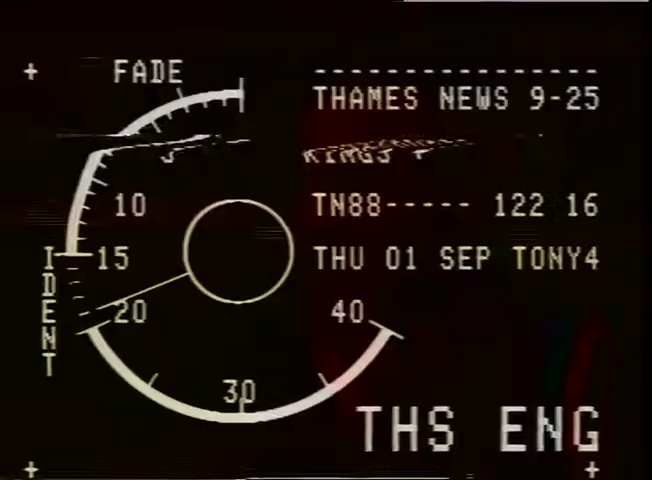 FADE
------------------
THAMES NEWS 9-25
10
TN88----- 122 16
15
THU 01 SEP TONY4
IDENT
20
40
30
THS ENG